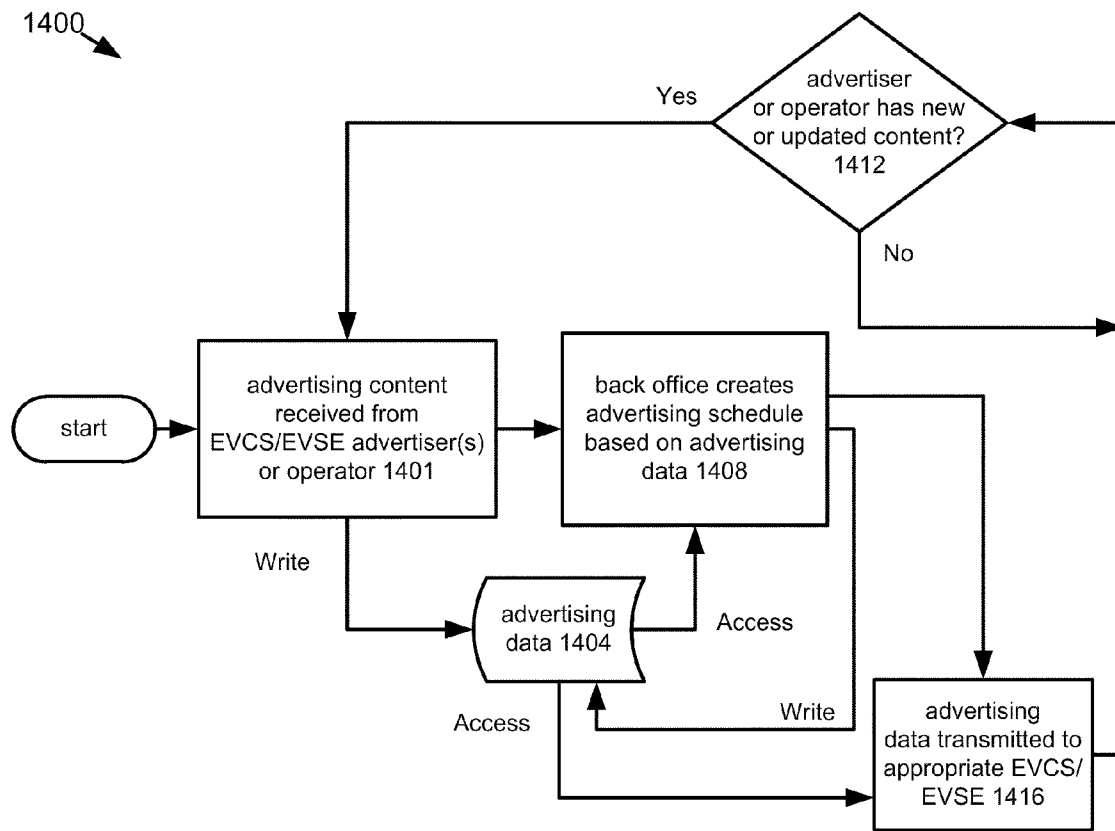 1400
advertiser
or operator has new
or updated content?
1412
Yes
No
start
advertising content
received from
EVCS/EVSE advertiser(s)
or operator 1401
back office creates
advertising schedule
based on advertising
data 1408
Write
advertising
data 1404
Access
Access
Write
advertising
data transmitted to
appropriate EVCS/
EVSE 1416